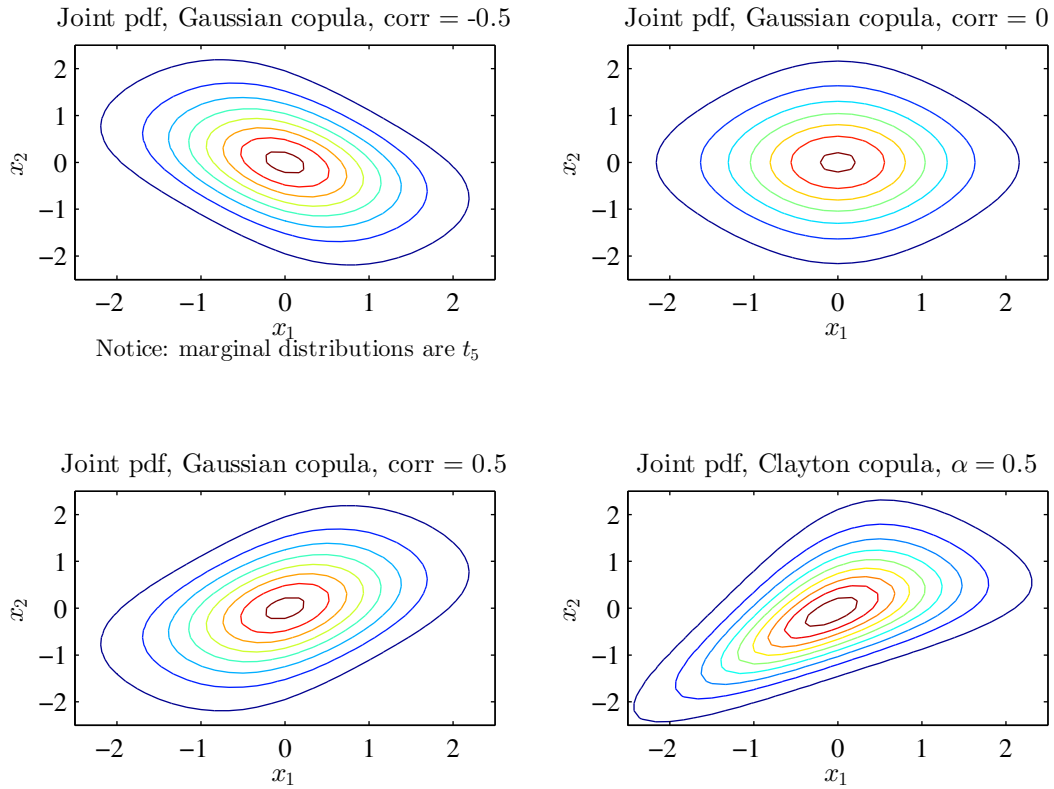 Joint pdf, Gaussian copula, corr = -0.5
2
1
0
−1
−2
x₂
−2 −1 0 1 2
x₁
Notice: marginal distributions are t₅
Joint pdf, Gaussian copula, corr = 0
2
1
0
−1
−2
x₂
−2 −1 0 1 2
x₁
Joint pdf, Gaussian copula, corr = 0.5
2
1
0
−1
−2
x₂
−2 −1 0 1 2
x₁
Joint pdf, Clayton copula, α = 0.5
2
1
0
−1
−2
x₂
−2 −1 0 1 2
x₁